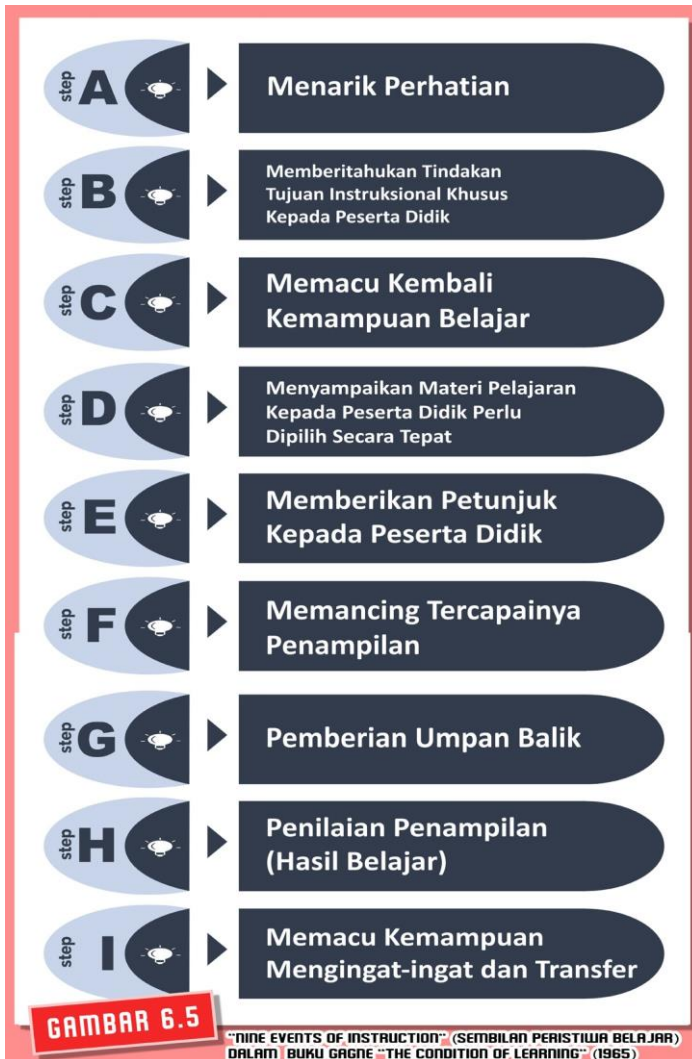 step A
Menarik Perhatian
step B
Memberitahukan Tindakan
Tujuan Instruksional Khusus
Kepada Peserta Didik
step C
Memacu Kembali
Kemampuan Belajar
step D
Menyampaikan Materi Pelajaran
Kepada Peserta Didik Perlu
Dipilih Secara Tepat
step E
Memberikan Petunjuk
Kepada Peserta Didik
step F
Memancing Tercapainya
Penampilan
step G
Pemberian Umpan Balik
step H
Penilaian Penampilan
(Hasil Belajar)
step I
Memacu Kemampuan
Mengingat-ingat dan Transfer
GAMBAR 6.5
"NINE EVENTS OF INSTRUCTION" (SEMBILAN PERISTIWA BELAJAR)
DALAM BUKU GAGNE "THE CONDITION OF LEARNING" (1965)